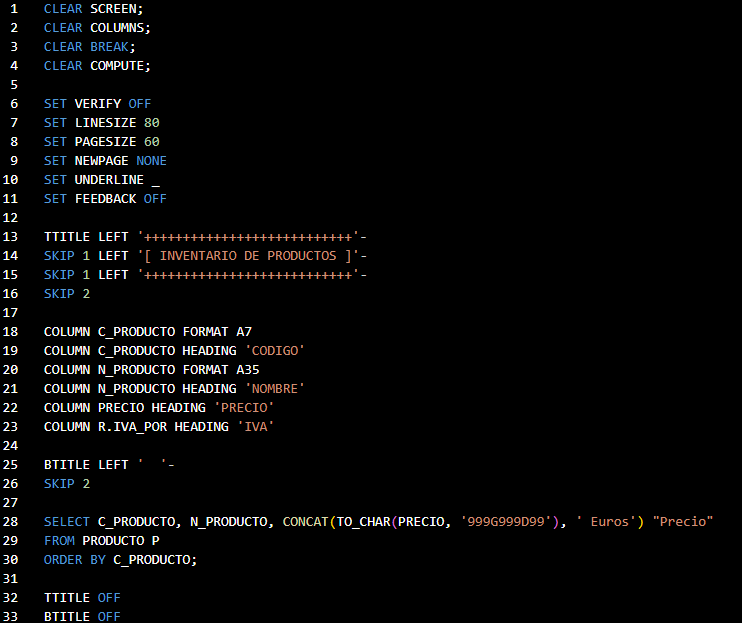 1 CLEAR SCREEN;
2 CLEAR COLUMNS;
3 CLEAR BREAK;
4 CLEAR COMPUTE;
5
6 SET VERIFY OFF
7 SET LINESIZE 80
8 SET PAGESIZE 60
9 SET NEWPAGE NONE
10 SET UNDERLINE _
11 SET FEEDBACK OFF
12
13 TTITLE LEFT '+++++++++++++++++++++++++++'-
14 SKIP 1 LEFT '[ INVENTARIO DE PRODUCTOS ]'-
15 SKIP 1 LEFT '+++++++++++++++++++++++++++'-
16 SKIP 2
17
18 COLUMN C_PRODUCTO FORMAT A7
19 COLUMN C_PRODUCTO HEADING 'CODIGO'
20 COLUMN N_PRODUCTO FORMAT A35
21 COLUMN N_PRODUCTO HEADING 'NOMBRE'
22 COLUMN PRECIO HEADING 'PRECIO'
23 COLUMN R.IVA_POR HEADING 'IVA'
24
25 BTITLE LEFT '  '-
26 SKIP 2
27
28 SELECT C_PRODUCTO, N_PRODUCTO, CONCAT(TO_CHAR(PRECIO, '999G999D99'), ' Euros') "Precio"
29 FROM PRODUCTO P
30 ORDER BY C_PRODUCTO;
31
32 TTITLE OFF
33 BTITLE OFF